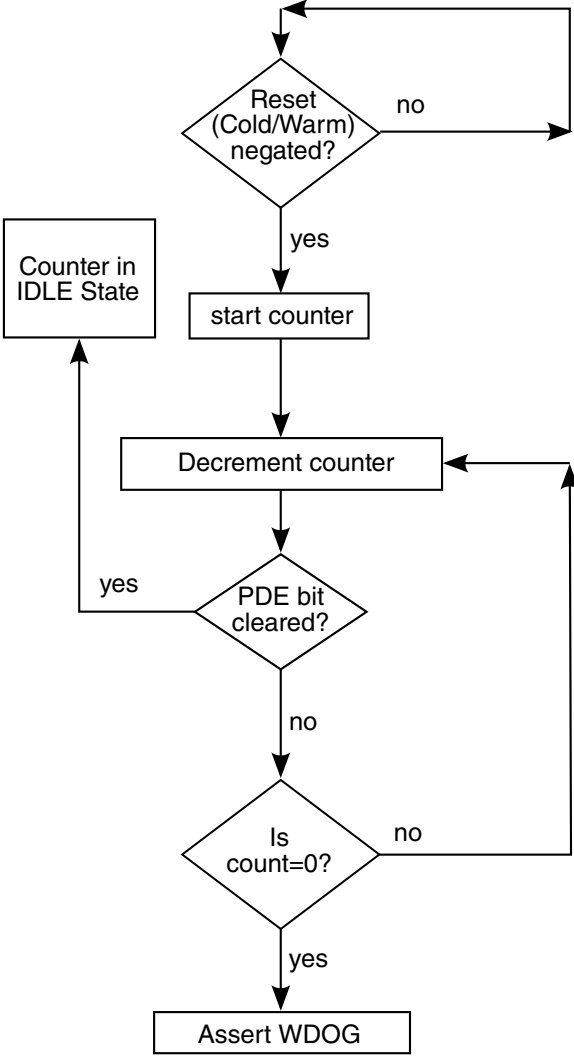 Reset
(Cold/Warm)
negated?
no
yes
Counter in
IDLE State
start counter
Decrement counter
yes
PDE bit
cleared?
no
Is
count=0?
no
yes
Assert WDOG